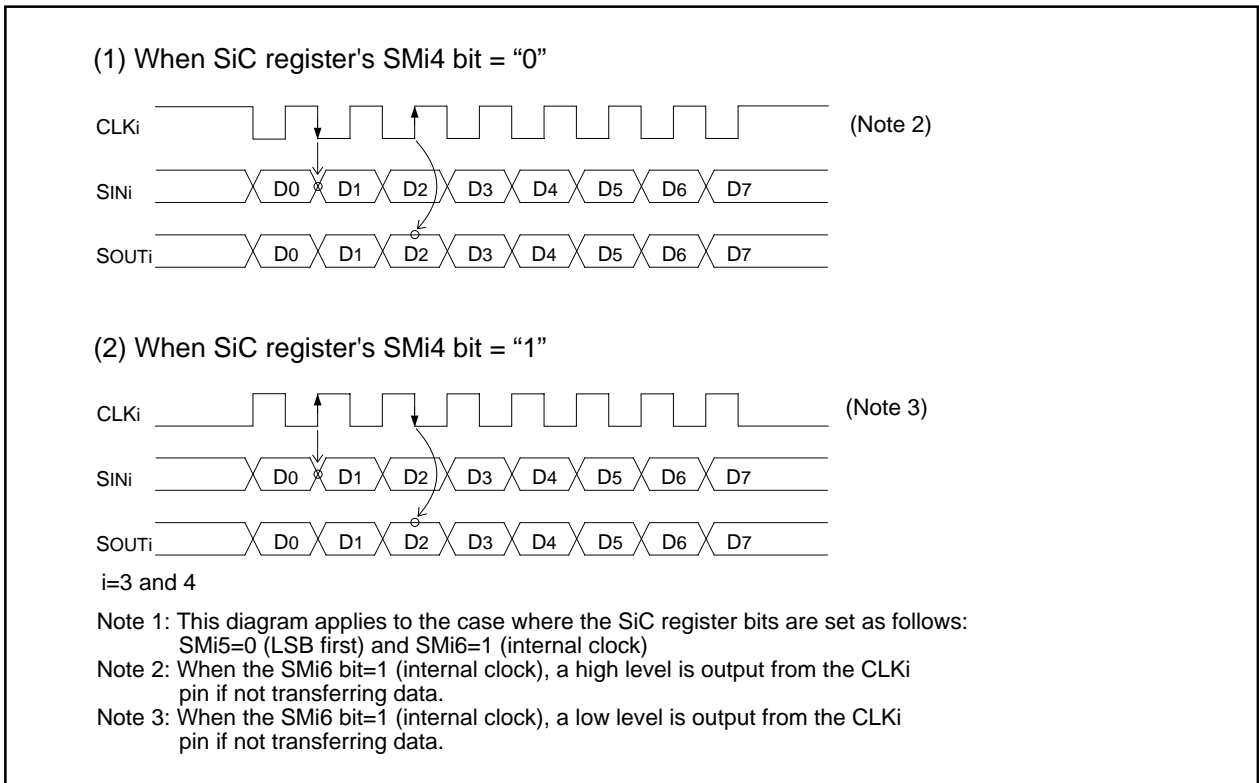 (1) When SiC register's SMi4 bit = “0”
CLKi
(Note 2)
SINi
D0 D1 D2 D3 D4 D5 D6 D7
SOUTi
D0 D1 D2 D3 D4 D5 D6 D7
(2) When SiC register's SMi4 bit = “1”
CLKi
(Note 3)
SINi
D0 D1 D2 D3 D4 D5 D6 D7
SOUTi
D0 D1 D2 D3 D4 D5 D6 D7
i=3 and 4
Note 1: This diagram applies to the case where the SiC register bits are set as follows:
SMi5=0 (LSB first) and SMi6=1 (internal clock)
Note 2: When the SMi6 bit=1 (internal clock), a high level is output from the CLKi
pin if not transferring data.
Note 3: When the SMi6 bit=1 (internal clock), a low level is output from the CLKi
pin if not transferring data.